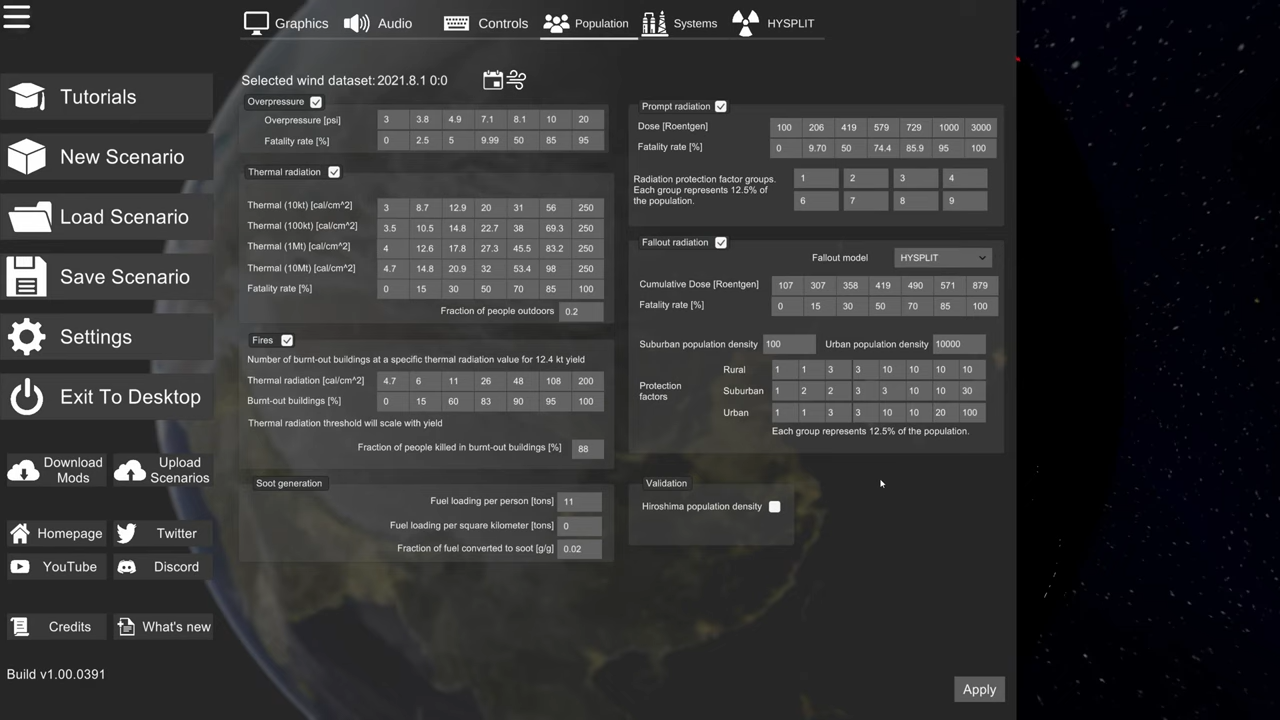 Graphics Audio Controls Population Systems HYSPLIT
Tutorials
New Scenario
Load Scenario
Save Scenario
Settings
Exit To Desktop
Download Mods
Upload Scenarios
Homepage Twitter
YouTube Discord
Credits What's new
Build v1.00.0391
Selected wind dataset: 2021.8.1 0:0
Overpressure
Overpressure [psi] 3 3.8 4.9 7.1 8.1 10 20
Fatality rate [%] 0 2.5 5 9.99 50 85 95
Thermal radiation
Thermal (10kt) [cal/cm^2] 3 8.7 12.9 20 31 56 250
Thermal (100kt) [cal/cm^2] 3.5 10.5 14.8 22.7 38 69.3 250
Thermal (1Mt) [cal/cm^2] 4 12.6 17.8 27.3 45.5 83.2 250
Thermal (10Mt) [cal/cm^2] 4.7 14.8 20.9 32 53.4 98 250
Fatality rate [%] 0 15 30 50 70 85 100
Fraction of people outdoors 0.2
Fires
Number of burnt-out buildings at a specific thermal radiation value for 12.4 kt yield
Thermal radiation [cal/cm^2] 4.7 6 11 26 48 108 200
Burnt-out buildings [%] 0 15 60 83 90 95 100
Thermal radiation threshold will scale with yield
Fraction of people killed in burnt-out buildings [%] 88
Soot generation
Fuel loading per person [tons] 11
Fuel loading per square kilometer [tons] 0
Fraction of fuel converted to soot [g/g] 0.02
Prompt radiation
Dose [Roentgen] 100 206 419 579 729 1000 3000
Fatality rate [%] 0 9.70 50 74.4 85.9 95 100
Radiation protection factor groups.
Each group represents 12.5% of
the population.
1 2 3 4
6 7 8 9
Fallout radiation
Fallout model HYSPLIT
Cumulative Dose [Roentgen] 107 307 358 419 490 571 879
Fatality rate [%] 0 15 30 50 70 85 100
Suburban population density 100 Urban population density 10000
Protection factors
Rural 1 1 3 3 10 10 10 10
Suburban 1 2 2 3 3 10 10 30
Urban 1 1 3 3 10 10 20 100
Each group represents 12.5% of the population.
Validation
Hiroshima population density
Apply